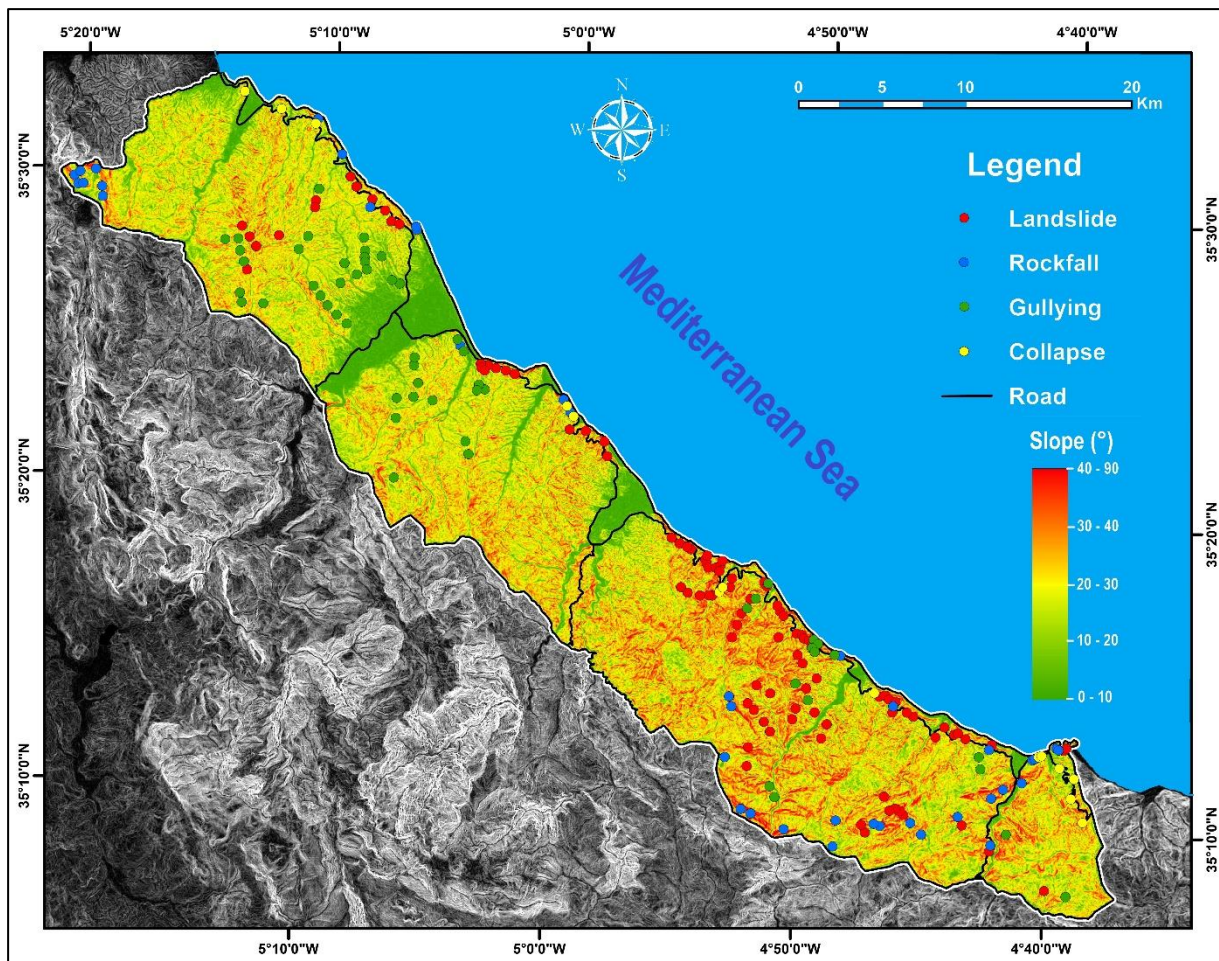 5°20'0"W 5°10'0"W 5°0'0"W 4°50'0"W 4°40'0"W
N
W E
S
0 5 10 20
Km
35°30'0"N
35°20'0"N
35°10'0"N
Legend
Landslide
Rockfall
Gullying
Collapse
Road
Slope (°)
40 - 90
30 - 40
20 - 30
10 - 20
0 - 10
Mediterranean Sea
35°30'0"N
35°20'0"N
35°10'0"N
5°10'0"W 5°0'0"W 4°50'0"W 4°40'0"W